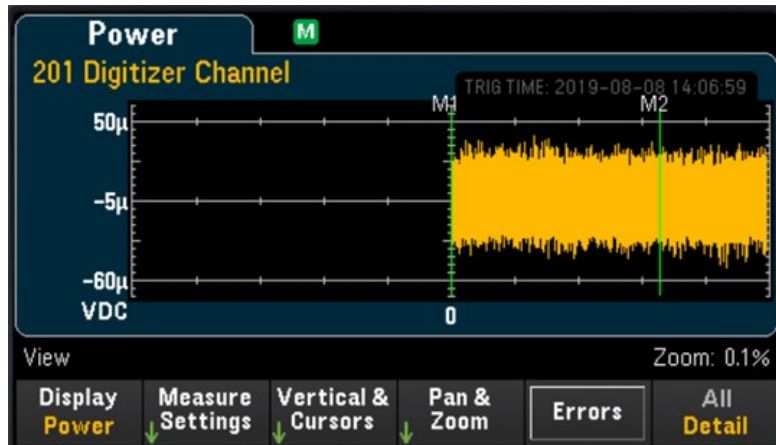 Power M
201 Digitizer Channel
TRIG TIME: 2019-08-08 14:06:59
M1 M2
50µ
-5µ
-60µ
VDC 0
View Zoom: 0.1%
Display Measure Vertical & Pan & Errors All
Power Settings Cursors Zoom Detail